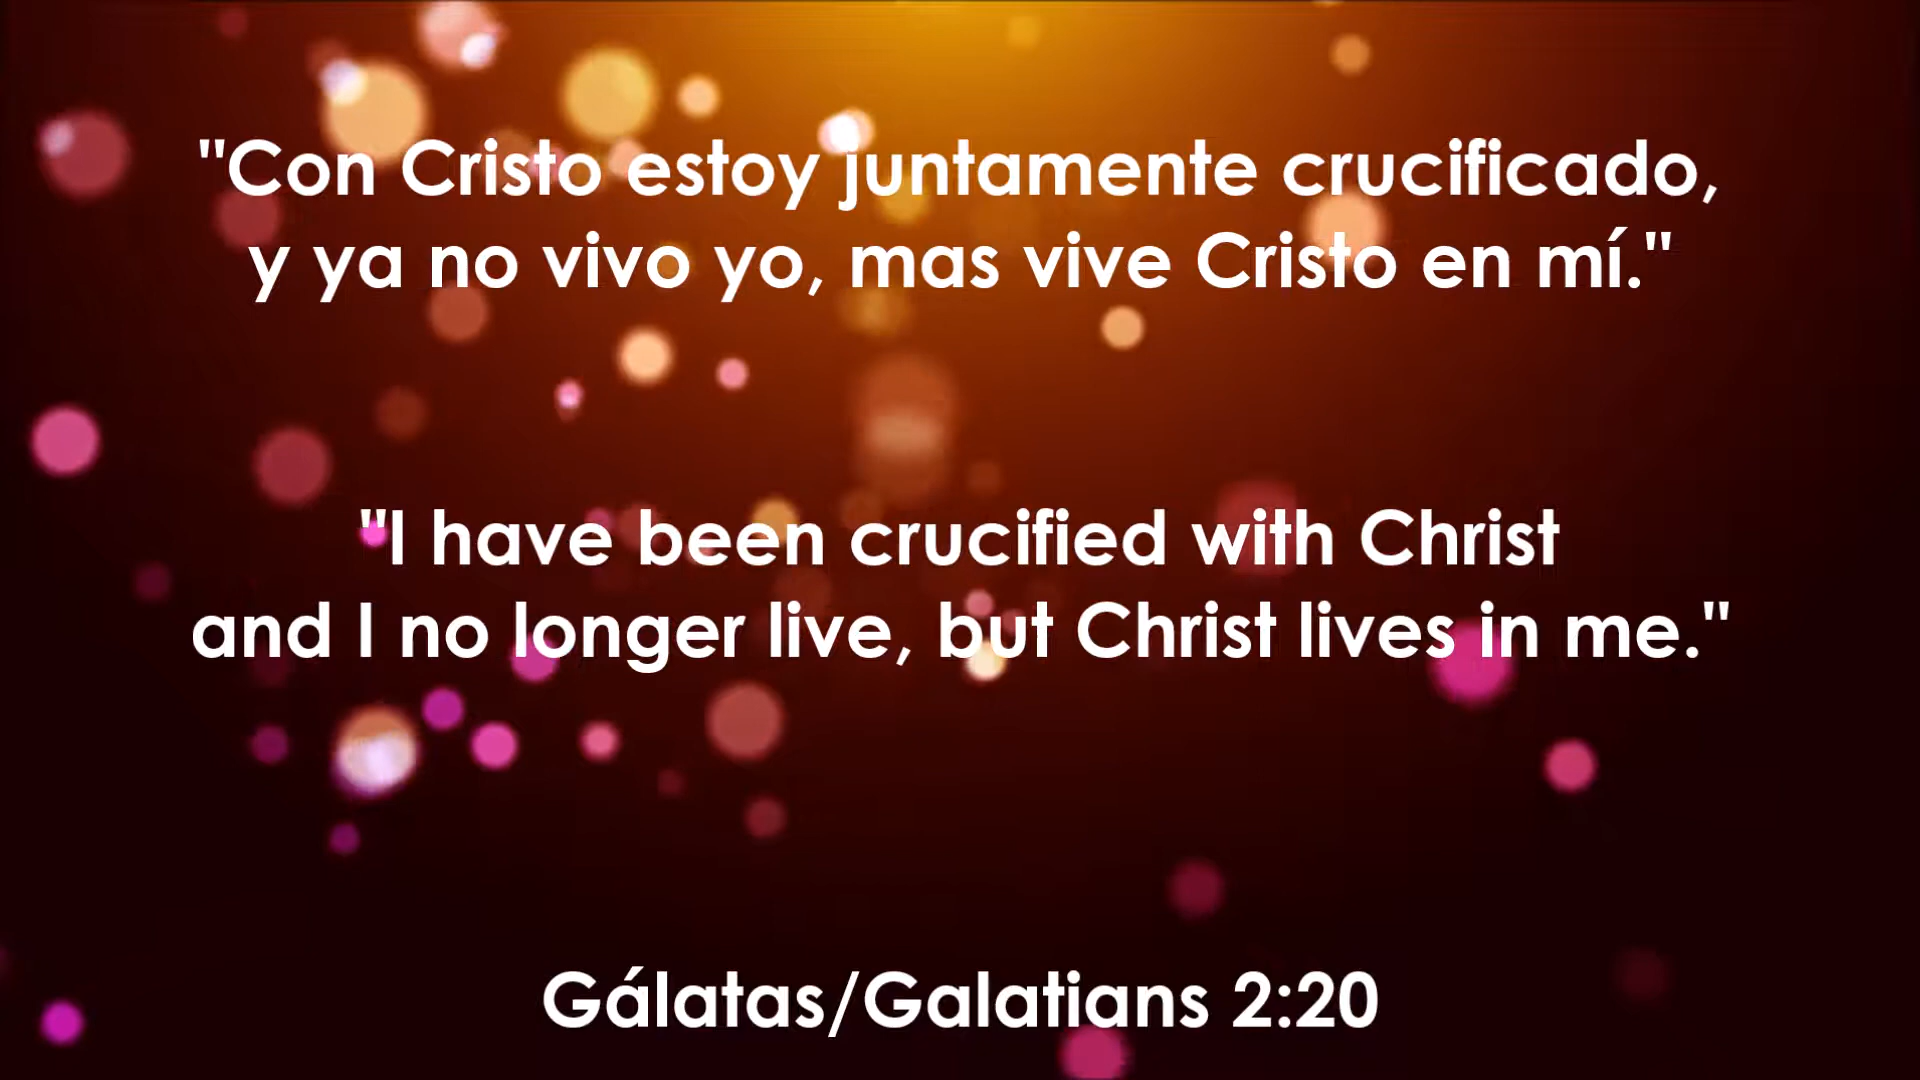 "Con Cristo estoy juntamente crucificado,
y ya no vivo yo, mas vive Cristo en mí."
"I have been crucified with Christ
and I no longer live, but Christ lives in me."
Gálatas/Galatians 2:20